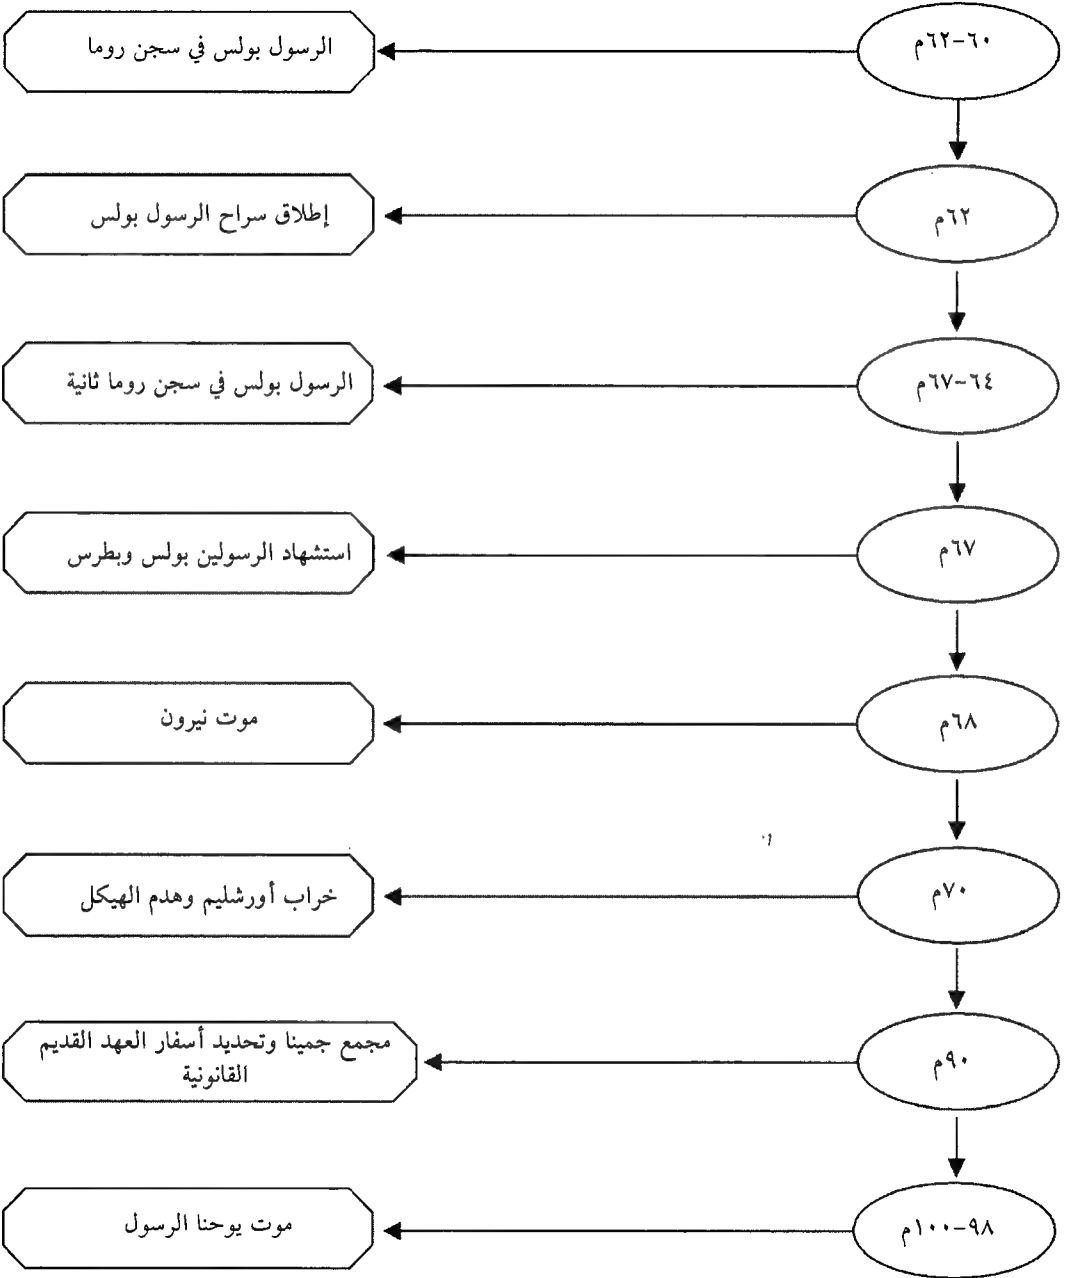 ٦٠-٦٢م
الرسول بولس في سجن روما
٦٢م
إطلاق سراح الرسول بولس
٦٤-٦٧م
الرسول بولس في سجن روما ثانية
٦٧م
استشهاد الرسولين بولس وبطرس
٦٨م
موت نيرون
٧٠م
خراب أورشليم وهدم الهيكل
٩٠م
مجمع جمينا وتحديد أسفار العهد القديم
القانونية
٩٨-١٠٠م
موت يوحنا الرسول